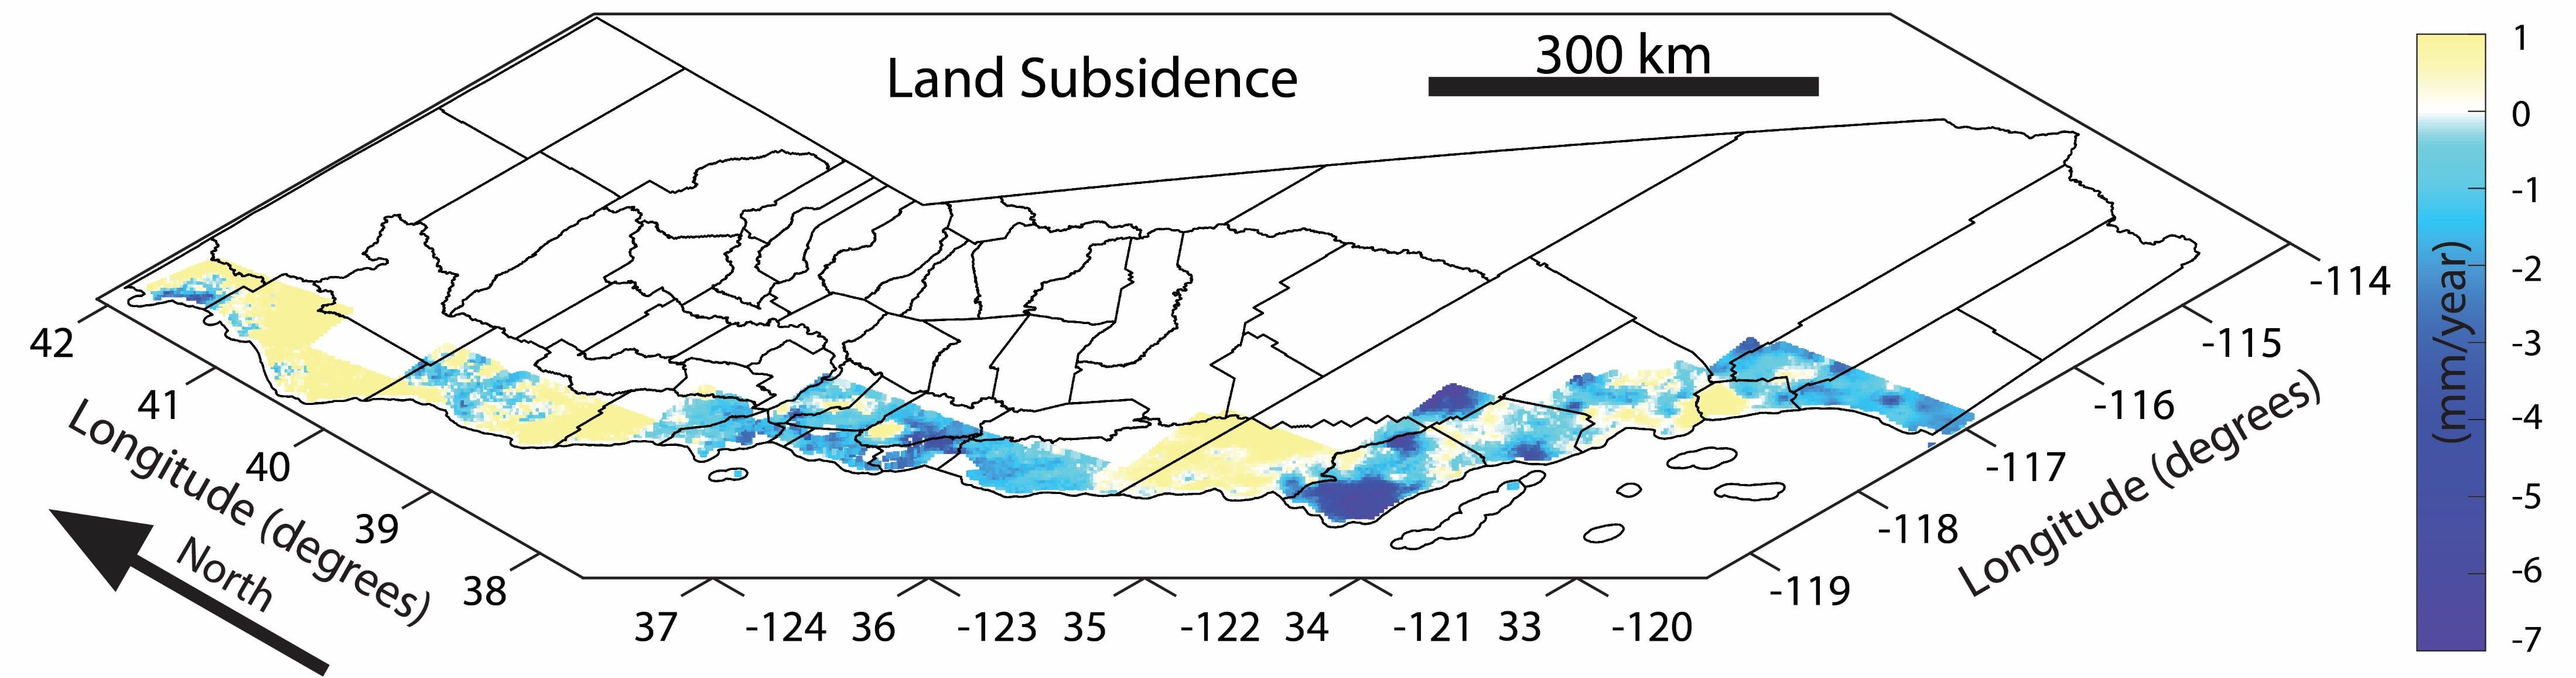 Land Subsidence
300 km
1
0
-1
-2
-3
-4
-5
-6
-7
(mm/year)
-114
-115
-116
-117
-118
-119
Longitude (degrees)
42
41
40
39
38
Longitude (degrees)
North
37 -124 36 -123 35 -122 34 -121 33 -120